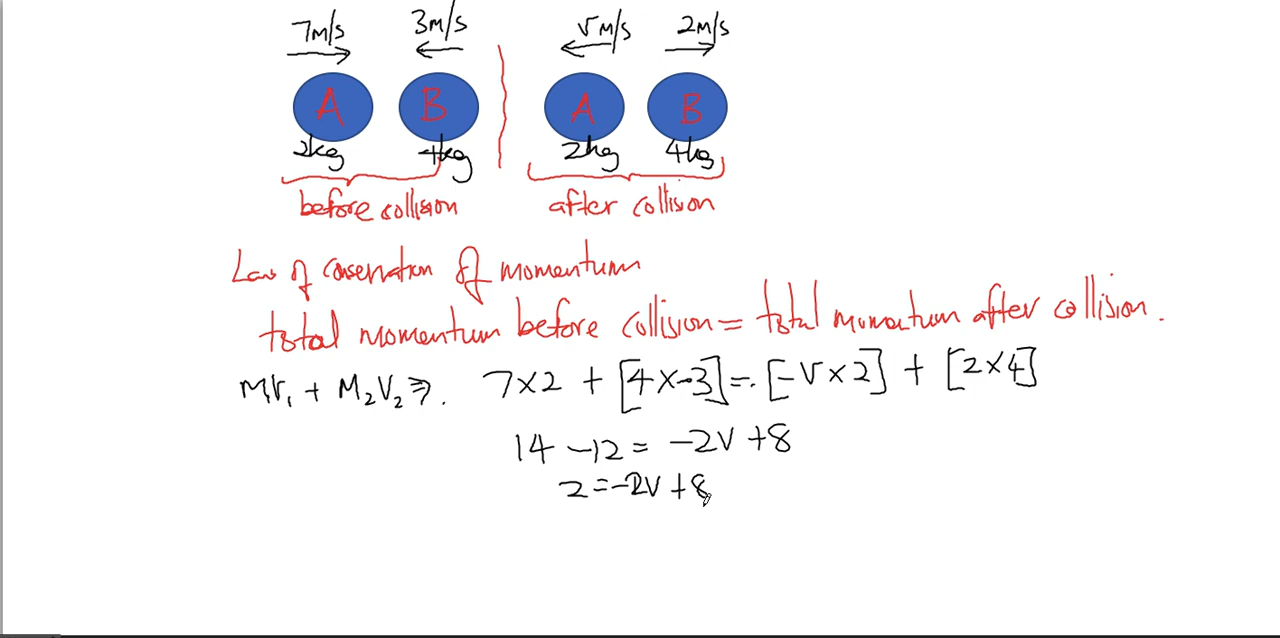 7m/s 3m/s vm/s 2m/s
A B A B
2kg 4kg 2kg 4kg
before collision after collision
Law of conservation of momentum
total momentum before collision = total momentum after collision.
M1V1 + M2V2 ⇒. 7×2 + [4×-3] = [-v×2] + [2×4]
14 -12 = -2v +8
2 = -2v +8